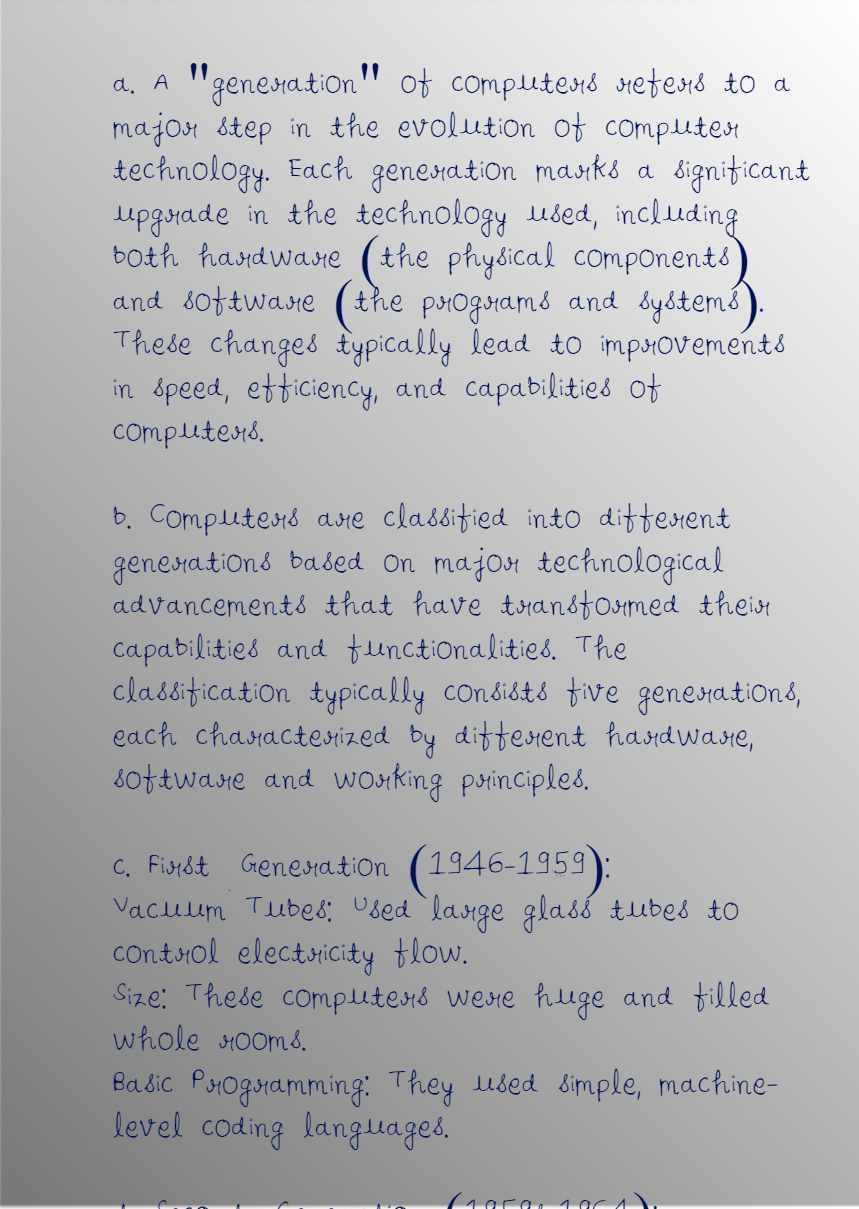 a. A "generation" of computers refers to a
major step in the evolution of computer
technology. Each generation marks a significant
upgrade in the technology used, including
both hardware (the physical components)
and software (the programs and systems).
These changes typically lead to improvements
in speed, efficiency, and capabilities of
computers.
b. Computers are classified into different
generations based on major technological
advancements that have transformed their
capabilities and functionalities. The
classification typically consists five generations,
each characterized by different hardware,
software and working principles.
c. First Generation (1946-1959):
Vacuum Tubes: Used large glass tubes to
control electricity flow.
Size: These computers were huge and filled
whole rooms.
Basic Programming: They used simple, machine-
level coding languages.